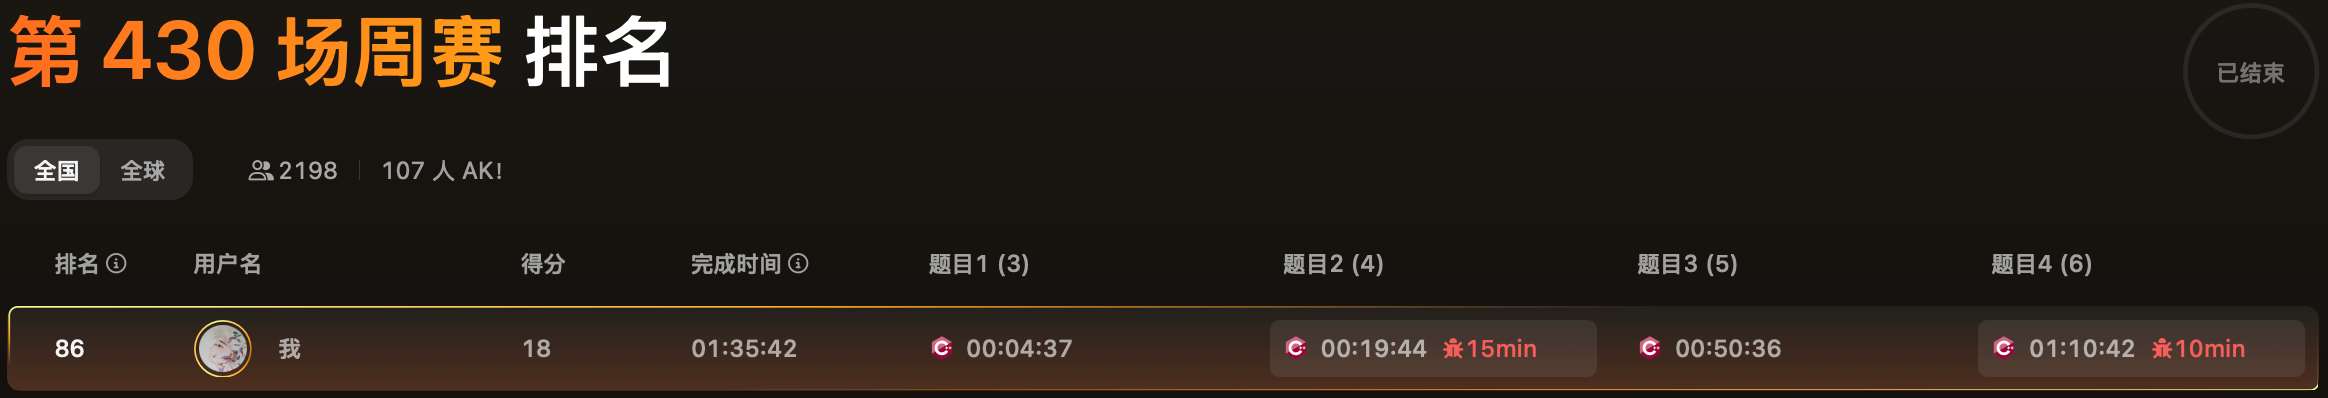 第 430 场周赛 排名
已结束
全国 全球 2198 107 人 AK!
排名 用户名 得分 完成时间 题目1 (3) 题目2 (4) 题目3 (5) 题目4 (6)
86 我 18 01:35:42 00:04:37 00:19:44 15min 00:50:36 01:10:42 10min